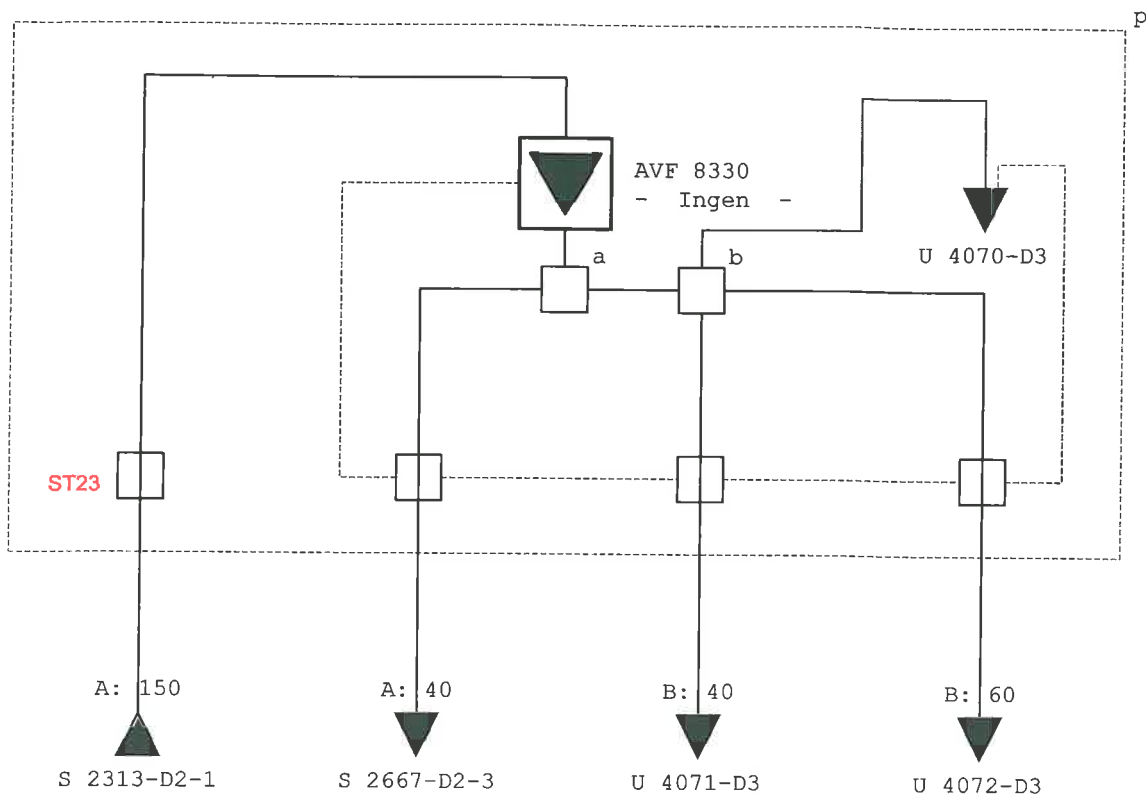 p
AVF 8330
- Ingen -
U 4070-D3
a
b
ST23
A: 150
A: 40
B: 40
B: 60
S 2313-D2-1
S 2667-D2-3
U 4071-D3
U 4072-D3